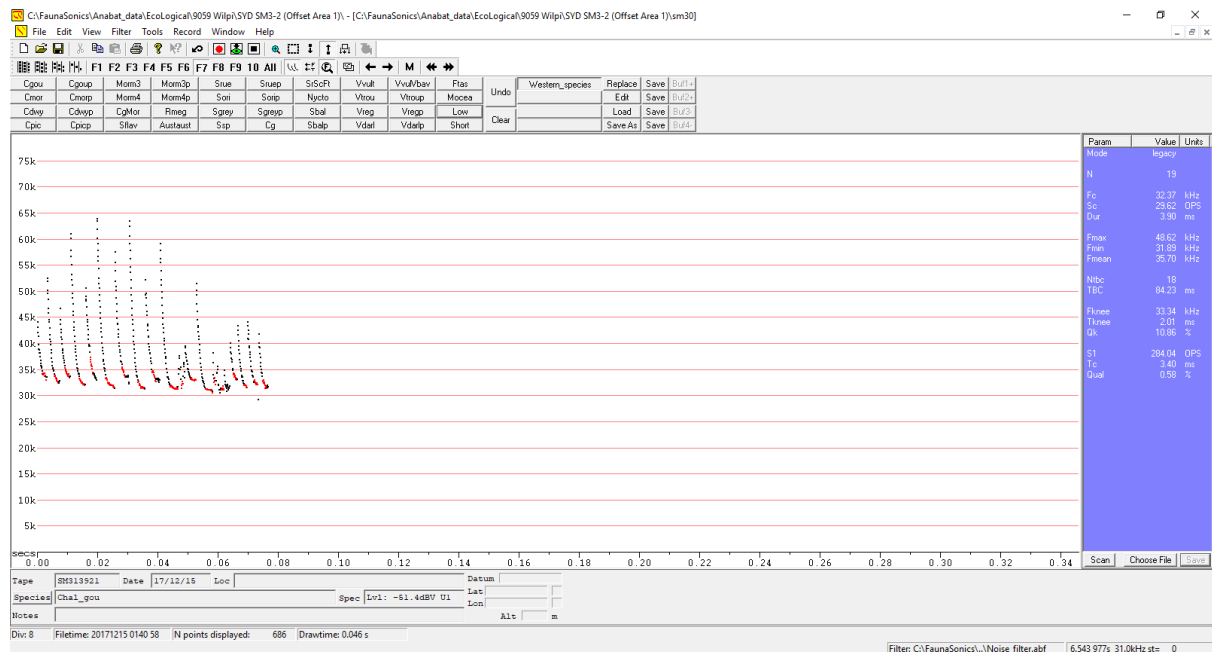 C:\FaunaSonics\Anabat_data\EcoLogical\9059 Wilpi\SYD SM3-2 (Offset Area 1)\ - [C:\FaunaSonics\Anabat_data\EcoLogical\9059 Wilpi\SYD SM3-2 (Offset Area 1)\sm30]
File Edit View Filter Tools Record Window Help
F1 F2 F3 F4 F5 F6 F7 F8 F9 10 All M
Cgou Cgoup Morm3 Morm3p Srue Sruep SrScFt Vvult VvulVbav Ftas Undo Western_species Replace Save Buf1+
Cmor Cmorp Morm4 Morm4p Sori Sorip Nycto Vtrou Vtroup Mocea Edit Save Buf2+
Cdwy Cdwyp CgMor Rmeg Sgrey Sgreyp Sbal Vreg Vregp Low Clear Load Save Buf3-
Cpic Cpicp Sflav Austaust Ssp Cg Sbalp Vdarl Vdarlp Short Save As Save Buf4-
Param Value Units
Mode legacy
N 19
Fc 32.37 kHz
Sc 29.62 OPS
Dur 3.90 ms
Fmax 48.62 kHz
Fmin 31.89 kHz
Fmean 35.70 kHz
Ntbc 18
TBC 84.23 ms
Fknee 33.34 kHz
Tknee 2.01 ms
Qk 10.86 %
S1 284.04 OPS
Tc 3.40 ms
Qual 0.58 %
75k
70k
65k
60k
55k
50k
45k
40k
35k
30k
25k
20k
15k
10k
5k
secs
0.00 0.02 0.04 0.06 0.08 0.10 0.12 0.14 0.16 0.18 0.20 0.22 0.24 0.26 0.28 0.30 0.32 0.34
Scan Choose File Save
Tape SM313921 Date 17/12/15 Loc Datum
Species Chal_gou Spec Lvl: -51.4dBV U1 Lat
Lon
Notes Alt m
Div: 8 Filetime: 20171215 0140 58 N points displayed: 686 Drawtime: 0.046 s
Filter: C:\FaunaSonics\..\Noise_filter.abf 6.543 977s 31.0kHz st= 0